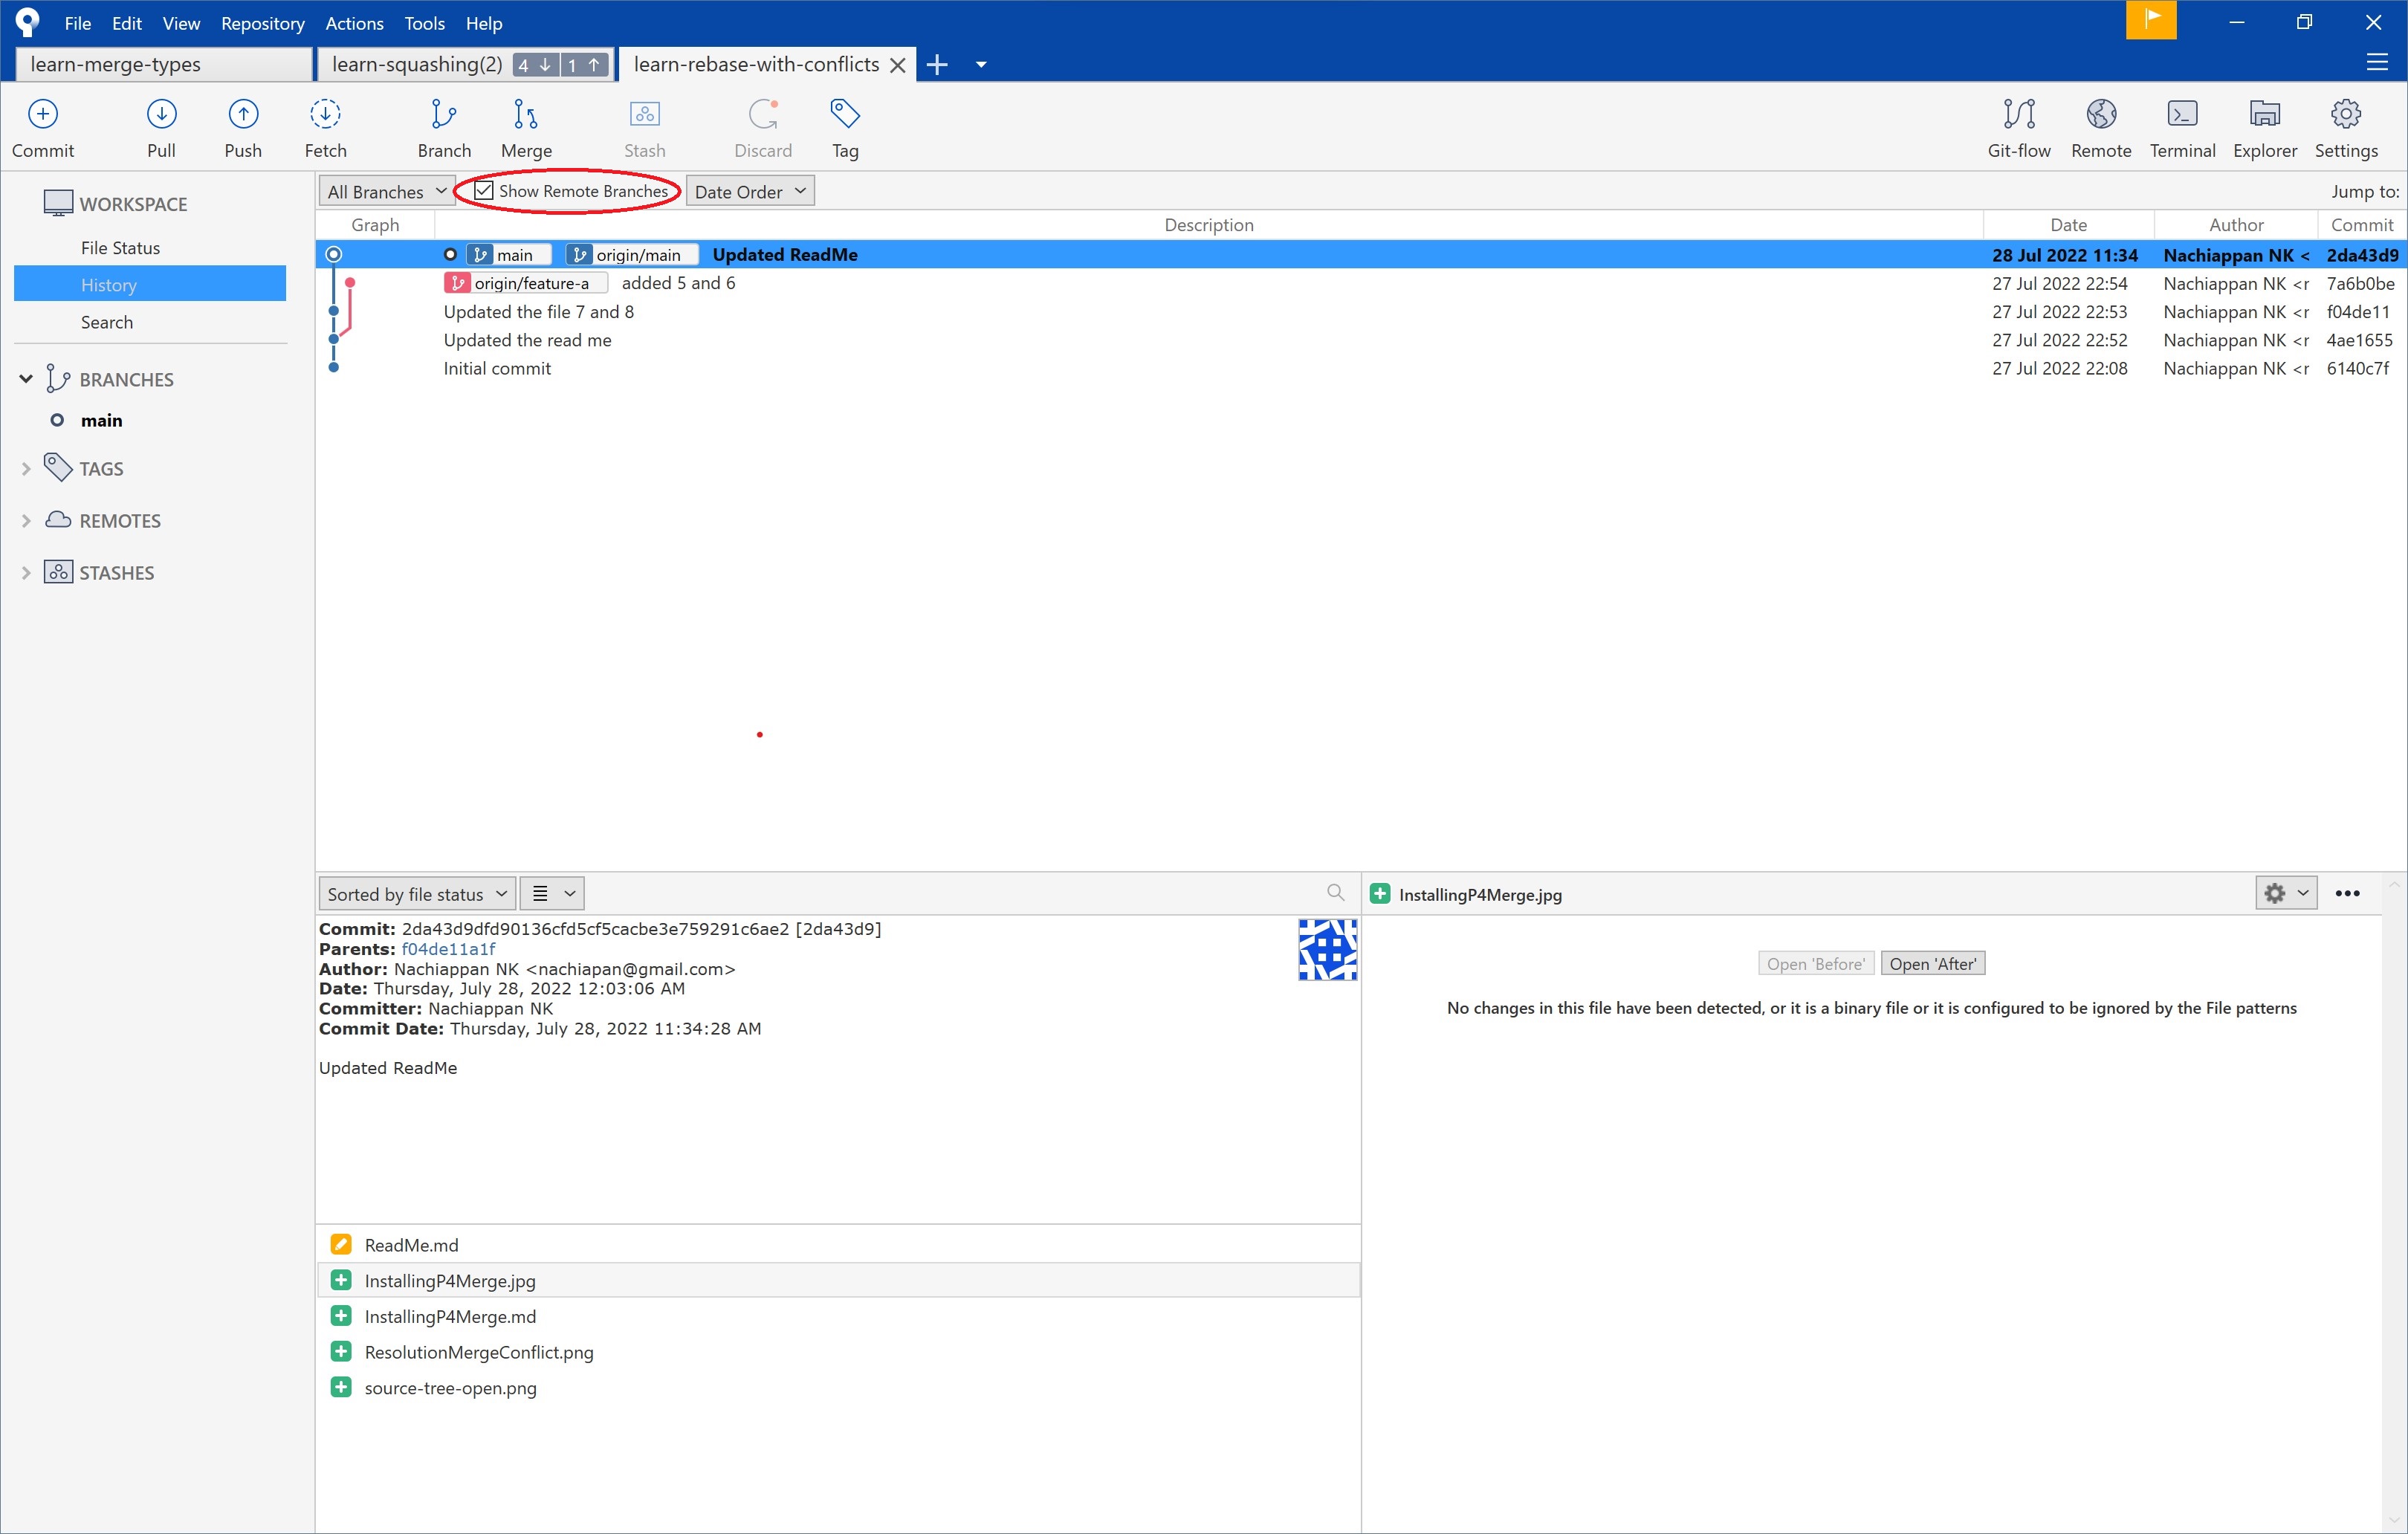 File Edit View Repository Actions Tools Help
learn-merge-types learn-squashing(2) 4 1 learn-rebase-with-conflicts
Commit Pull Push Fetch Branch Merge Stash Discard Tag Git-flow Remote Terminal Explorer Settings
WORKSPACE
File Status
History
Search
BRANCHES
main
TAGS
REMOTES
STASHES
All Branches Show Remote Branches Date Order Jump to:
Graph Description Date Author Commit
main origin/main Updated ReadMe 28 Jul 2022 11:34 Nachiappan NK < 2da43d9
origin/feature-a added 5 and 6 27 Jul 2022 22:54 Nachiappan NK <r 7a6b0be
Updated the file 7 and 8 27 Jul 2022 22:53 Nachiappan NK <r f04de11
Updated the read me 27 Jul 2022 22:52 Nachiappan NK <r 4ae1655
Initial commit 27 Jul 2022 22:08 Nachiappan NK <r 6140c7f
Sorted by file status
Commit: 2da43d9dfd90136cfd5cf5cacbe3e759291c6ae2 [2da43d9]
Parents: f04de11a1f
Author: Nachiappan NK <nachiapan@gmail.com>
Date: Thursday, July 28, 2022 12:03:06 AM
Committer: Nachiappan NK
Commit Date: Thursday, July 28, 2022 11:34:28 AM
Updated ReadMe
ReadMe.md
InstallingP4Merge.jpg
InstallingP4Merge.md
ResolutionMergeConflict.png
source-tree-open.png
InstallingP4Merge.jpg
Open 'Before' Open 'After'
No changes in this file have been detected, or it is a binary file or it is configured to be ignored by the File patterns